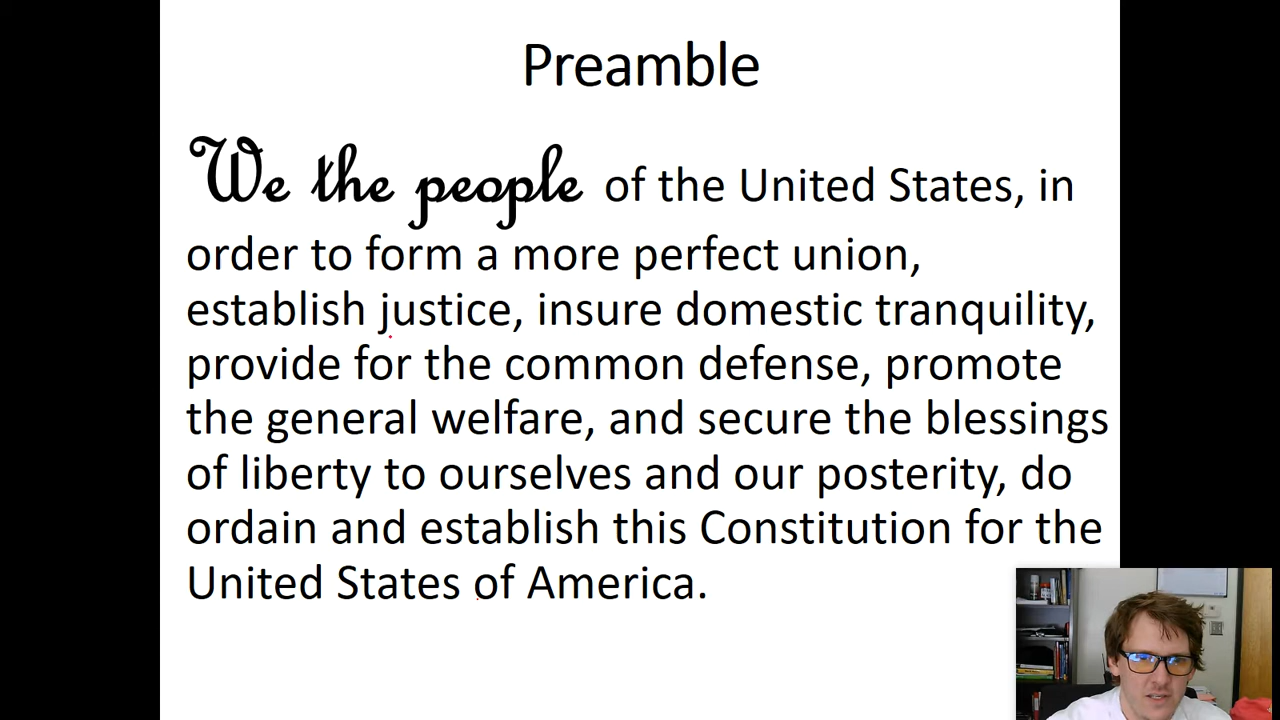 Preamble
We the people of the United States, in
order to form a more perfect union,
establish justice, insure domestic tranquility,
provide for the common defense, promote
the general welfare, and secure the blessings
of liberty to ourselves and our posterity, do
ordain and establish this Constitution for the
United States of America.